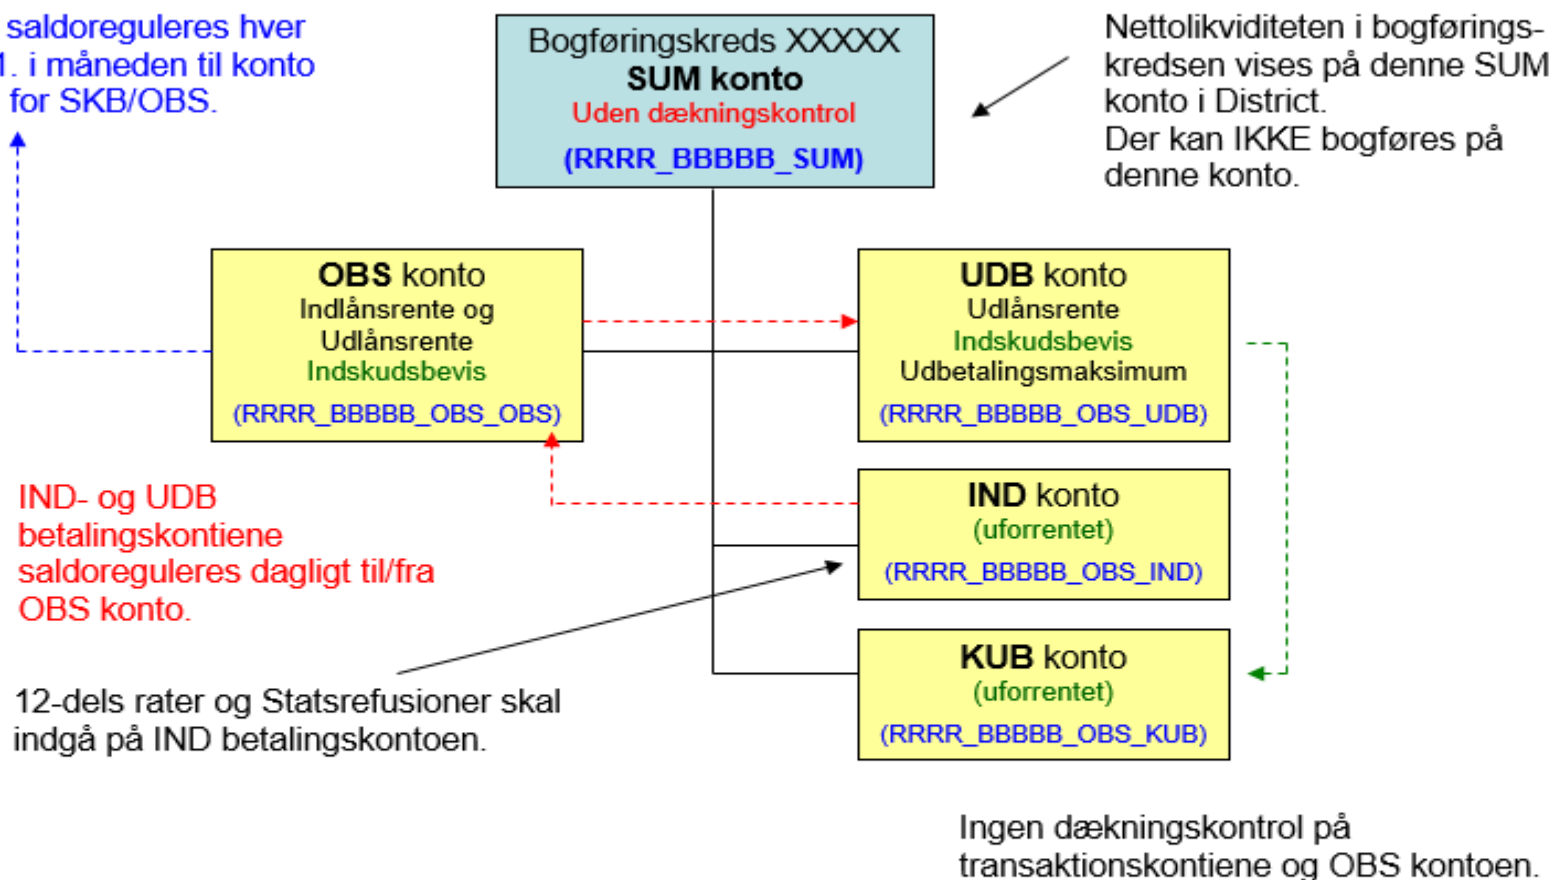 saldoreguleres hver
1. i måneden til konto
for SKB/OBS.
Bogføringskreds XXXXX
SUM konto
Uden dækningskontrol
(RRRR_BBBBB_SUM)
Nettolikviditeten i bogførings-
kredsen vises på denne SUM
konto i District.
Der kan IKKE bogføres på
denne konto.
OBS konto
Indlånsrente og
Udlånsrente
Indskudsbevis
(RRRR_BBBBB_OBS_OBS)
UDB konto
Udlånsrente
Indskudsbevis
Udbetalingsmaksimum
(RRRR_BBBBB_OBS_UDB)
IND- og UDB
betalingskontiene
saldoreguleres dagligt til/fra
OBS konto.
IND konto
(uforrentet)
(RRRR_BBBBB_OBS_IND)
12-dels rater og Statsrefusioner skal
indgå på IND betalingskontoen.
KUB konto
(uforrentet)
(RRRR_BBBBB_OBS_KUB)
Ingen dækningskontrol på
transaktionskontiene og OBS kontoen.